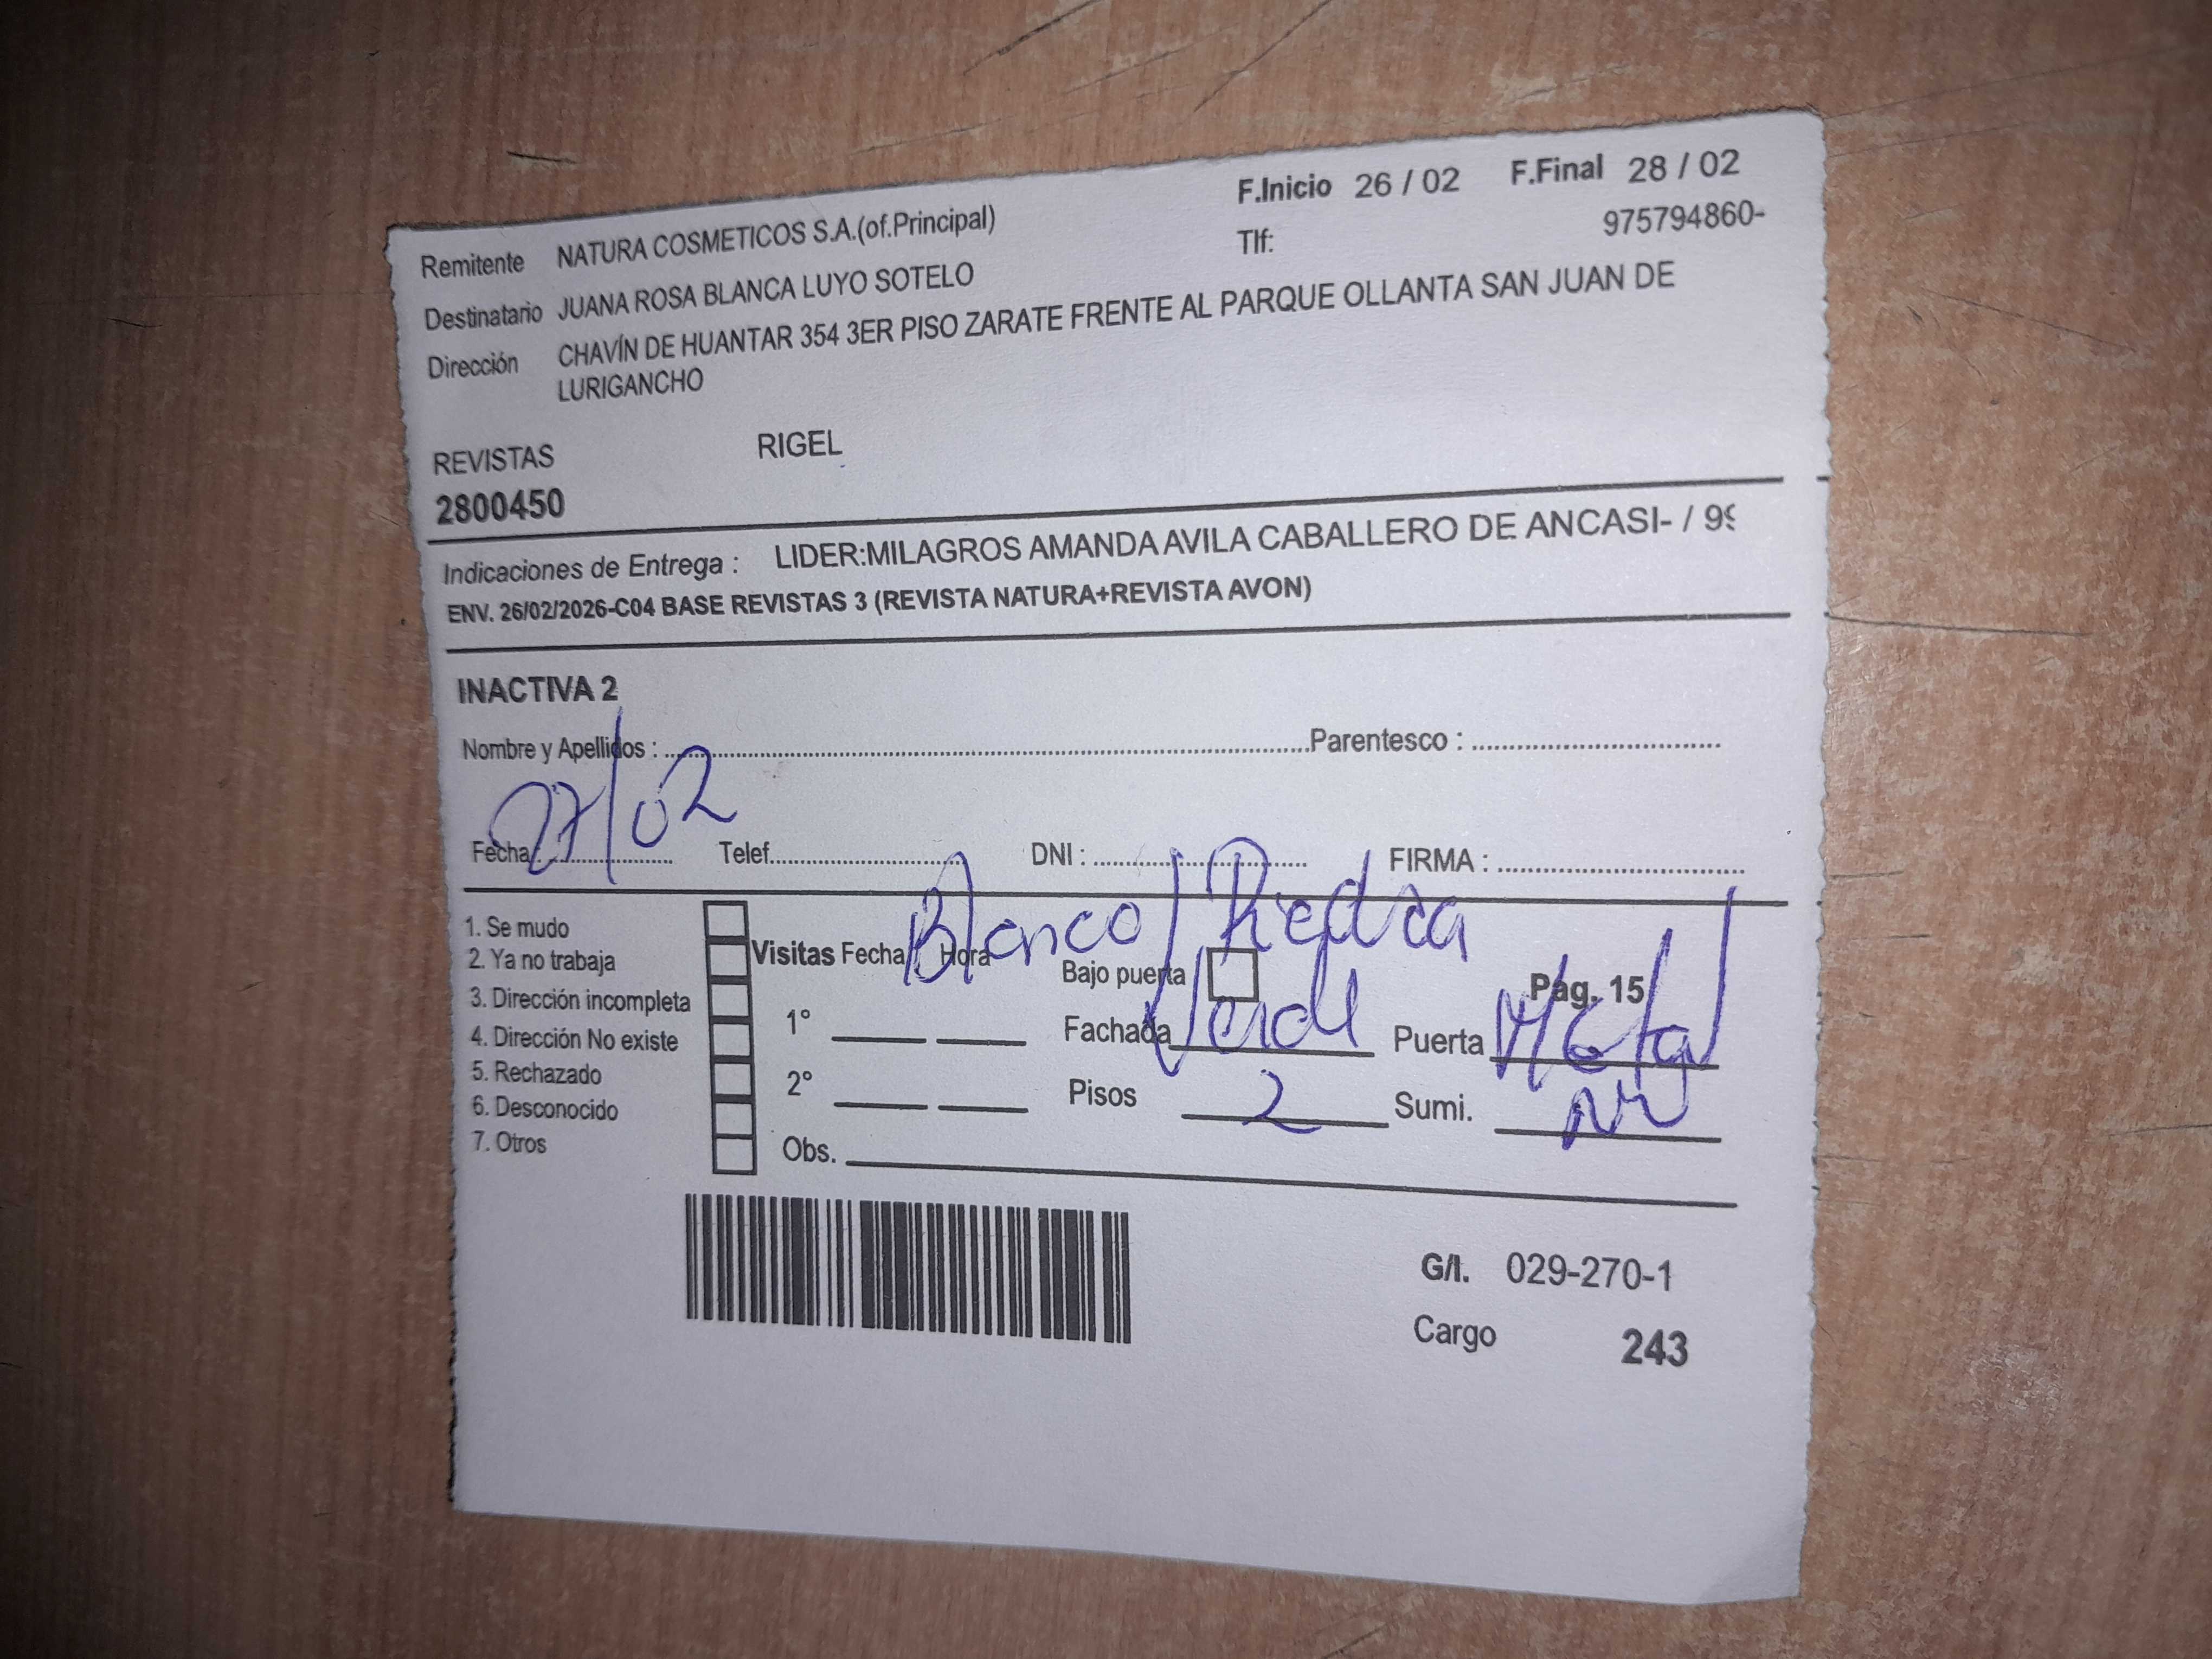 F.Inicio 26 / 02 F.Final 28 / 02
Remitente NATURA COSMETICOS S.A.(of.Principal) Tlf: 975794860-
Destinatario JUANA ROSA BLANCA LUYO SOTELO
Dirección CHAVÍN DE HUANTAR 354 3ER PISO ZARATE FRENTE AL PARQUE OLLANTA SAN JUAN DE
LURIGANCHO
REVISTAS RIGEL
2800450
Indicaciones de Entrega : LIDER:MILAGROS AMANDA AVILA CABALLERO DE ANCASI- / 99
ENV. 26/02/2026-C04 BASE REVISTAS 3 (REVISTA NATURA+REVISTA AVON)
INACTIVA 2
Nombre y Apellidos : Parentesco :
Fecha: 27/02 Telef. DNI : FIRMA :
Blanco/Piedra
1. Se mudo
2. Ya no trabaja
3. Dirección incompleta
4. Dirección No existe
5. Rechazado
6. Desconocido
7. Otros
Visitas Fecha Hora Bajo puerta Pag. 15
1° Fachada Verde Puerta Metal
2° Pisos 2 Sumi.
Obs.
G/I. 029-270-1
Cargo 243